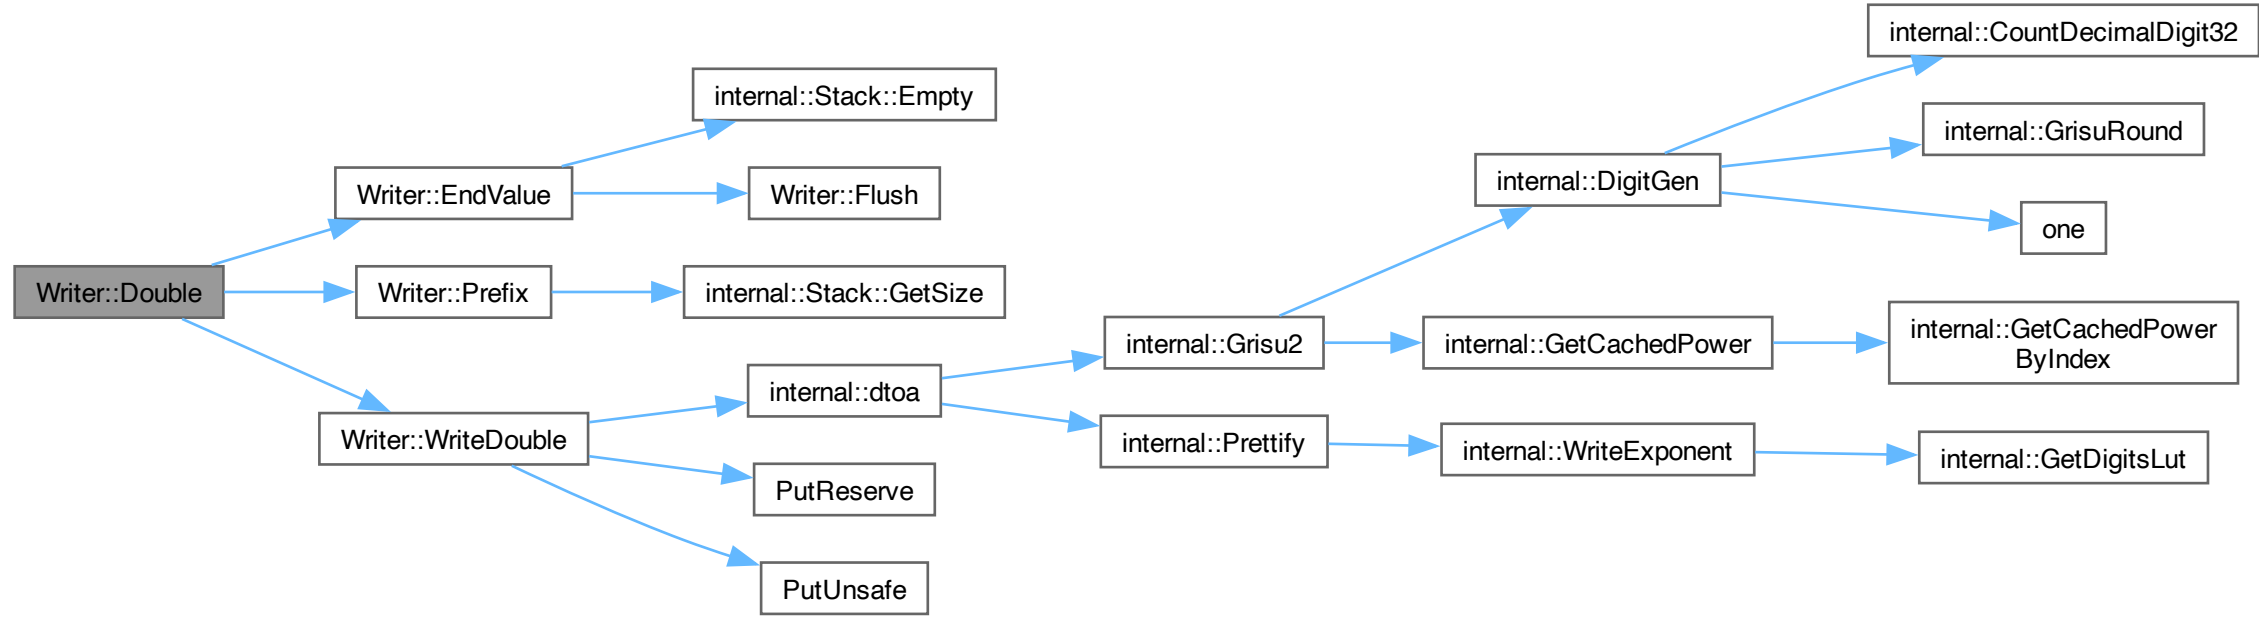 Writer::Double
Writer::EndValue
internal::Stack::Empty
Writer::Flush
Writer::Prefix
internal::Stack::GetSize
Writer::WriteDouble
internal::dtoa
internal::Grisu2
internal::DigitGen
internal::CountDecimalDigit32
internal::GrisuRound
one
internal::GetCachedPower
internal::GetCachedPower
ByIndex
internal::Prettify
internal::WriteExponent
internal::GetDigitsLut
PutReserve
PutUnsafe